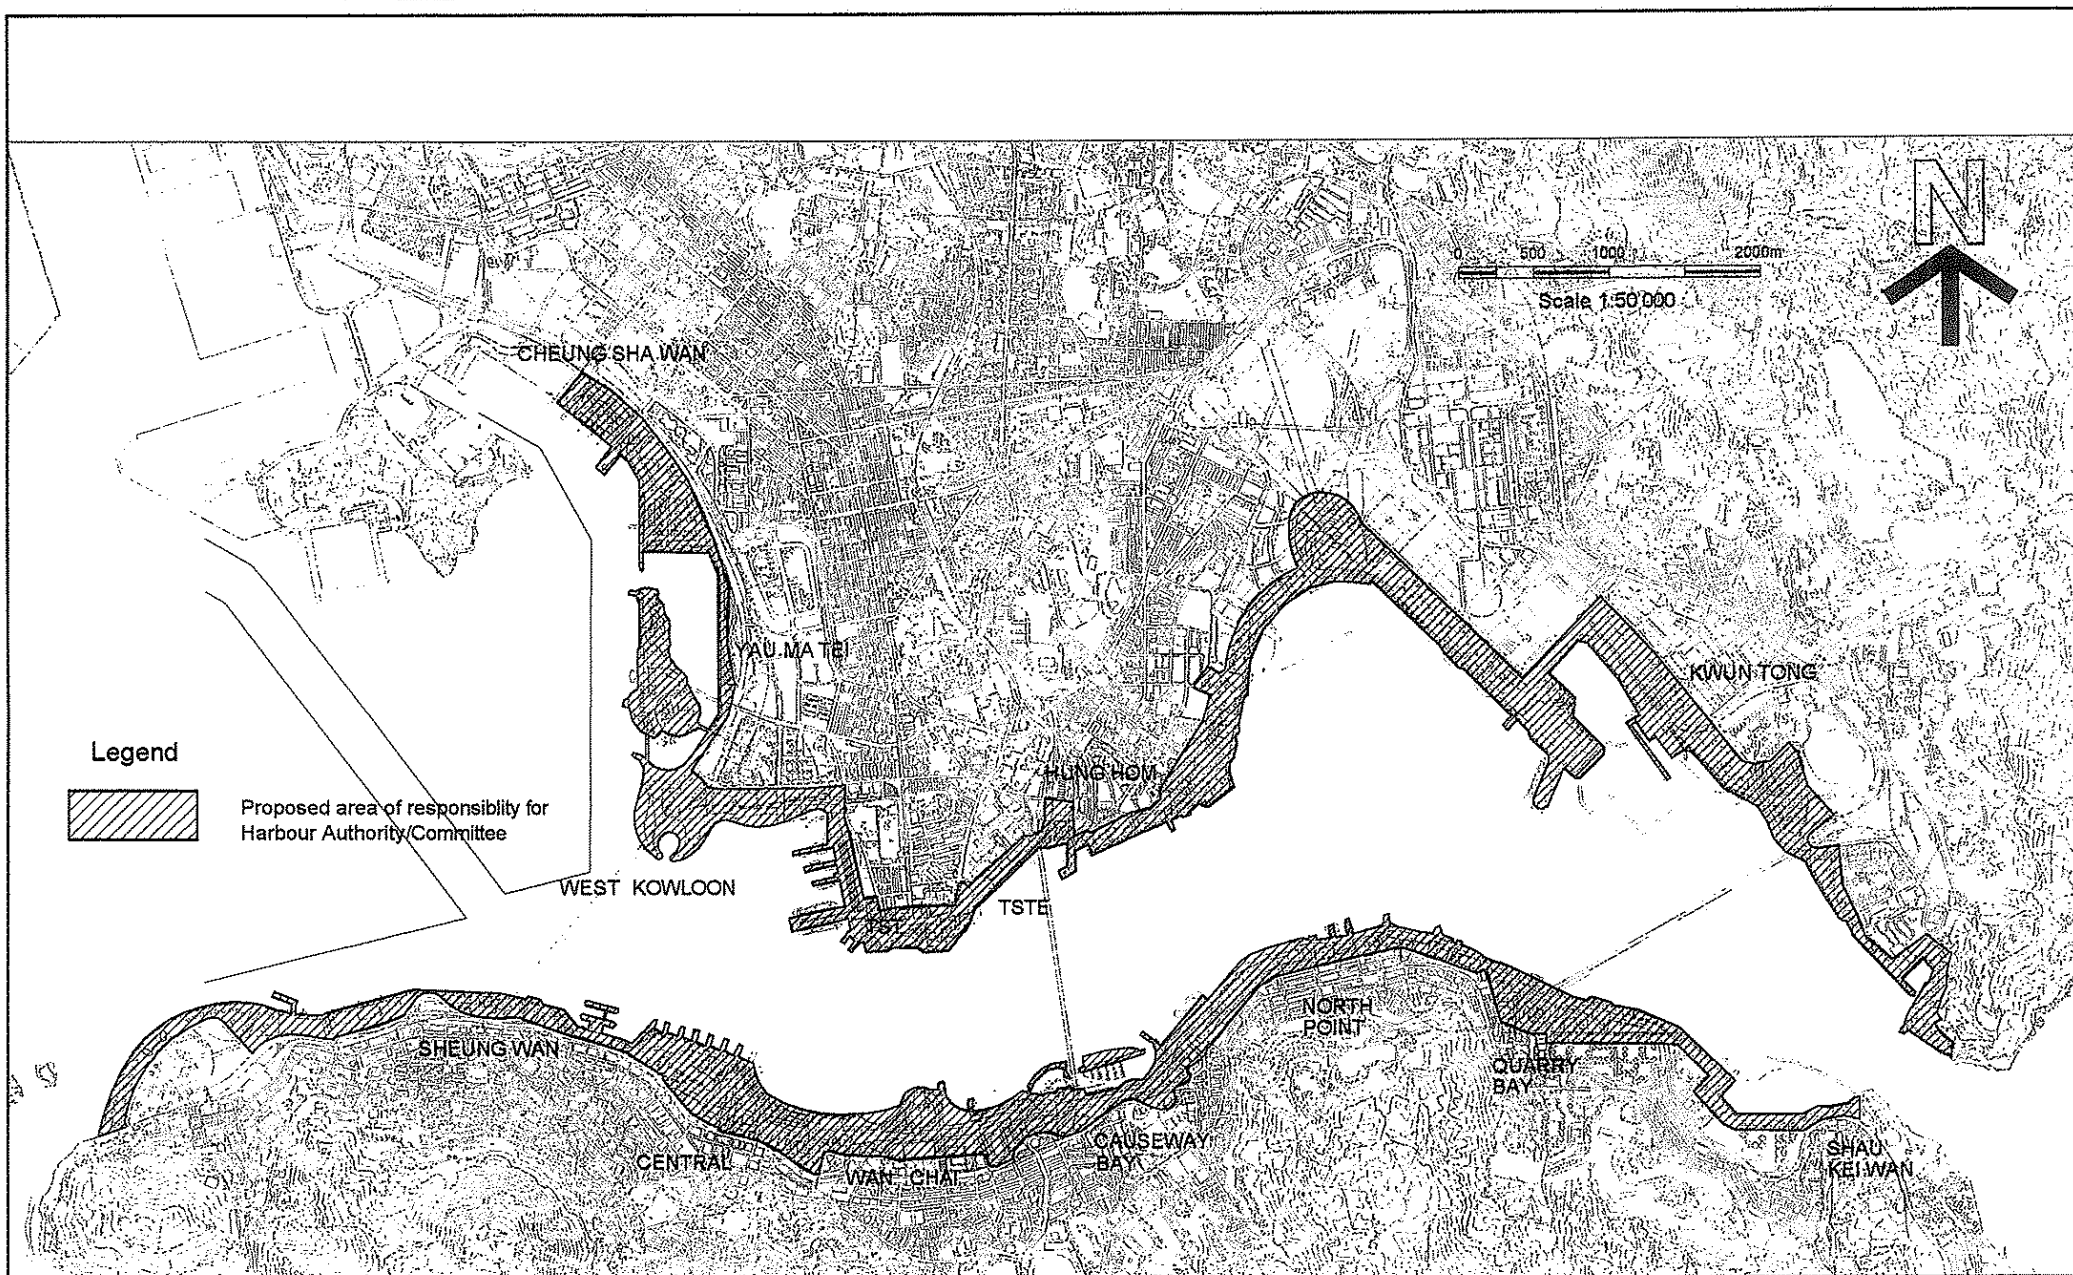 N
0 500 1000 2000m
Scale 1:50 000
CHEUNG SHA WAN
YAU MA TEI
KWUN TONG
Legend
HUNG HOM
Proposed area of responsiblity for
Harbour Authority/Committee
WEST KOWLOON
TSTE
TST
NORTH
POINT
SHEUNG WAN
QUARRY
BAY
CAUSEWAY
BAY
CENTRAL
WAN CHAI
SHAU
KEI WAN